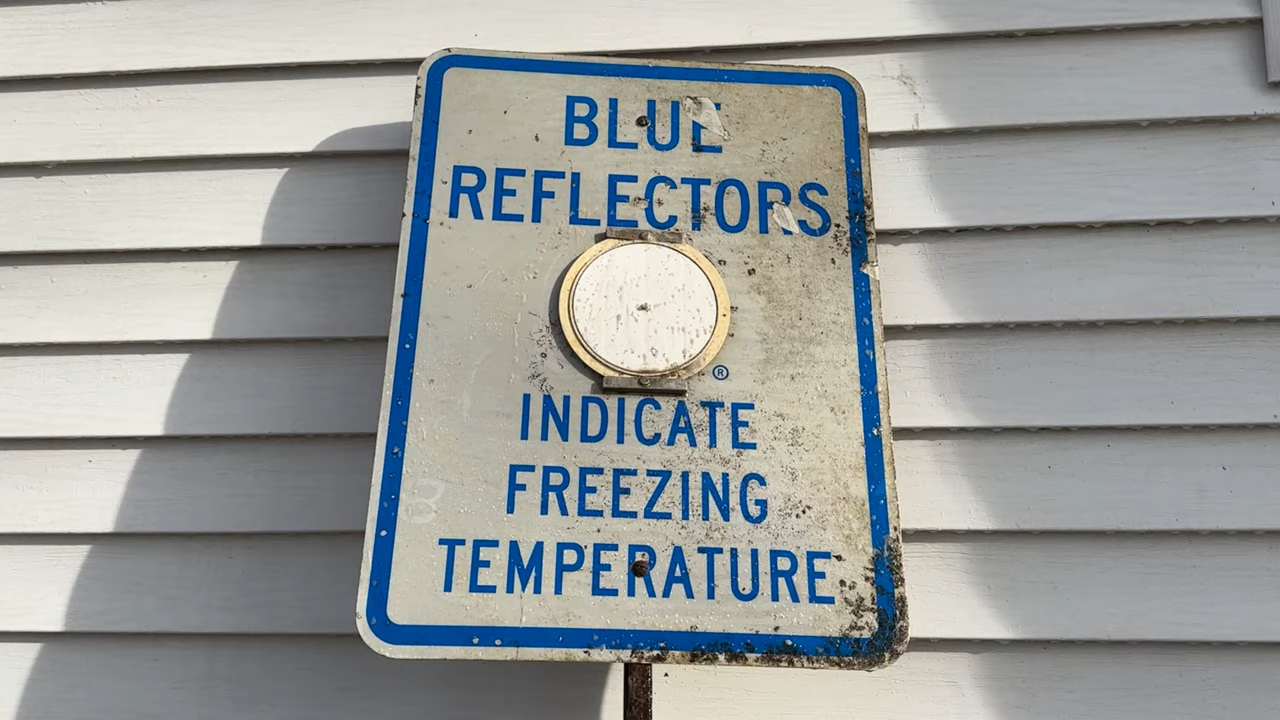 BLUE
REFLECTORS
®
INDICATE
FREEZING
TEMPERATURE